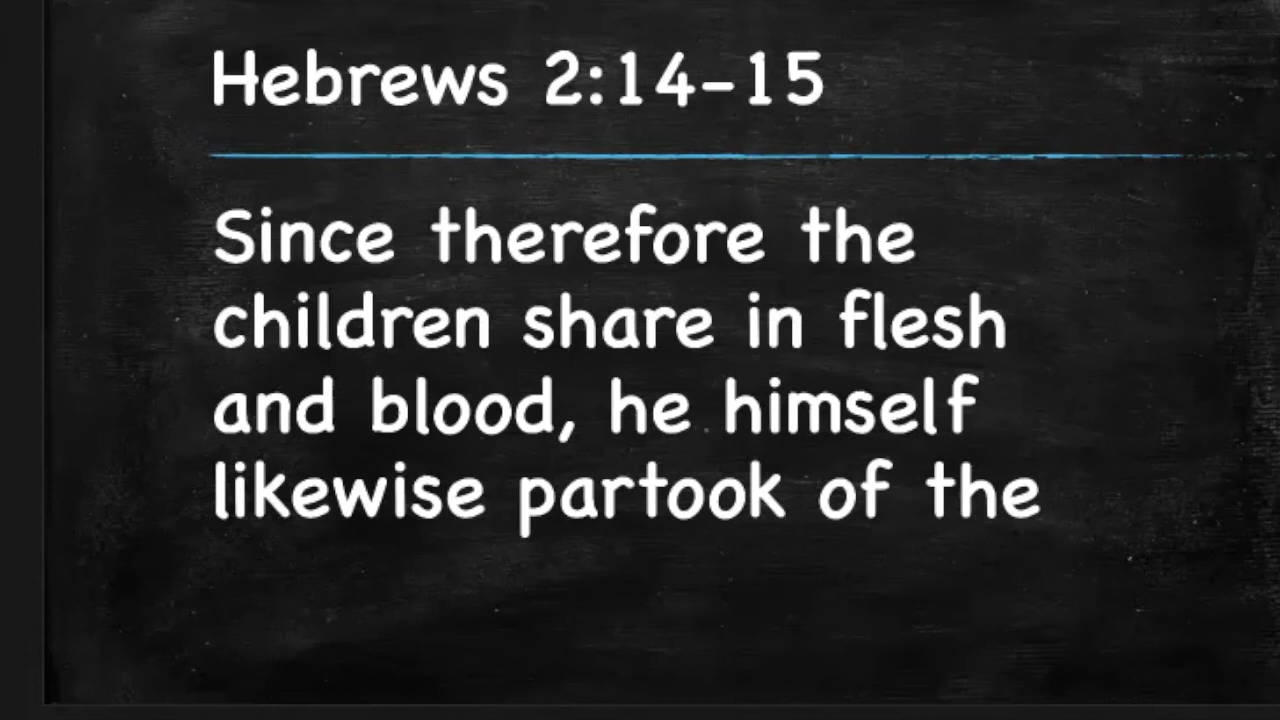 Hebrews 2:14-15
Since therefore the
children share in flesh
and blood, he himself
likewise partook of the